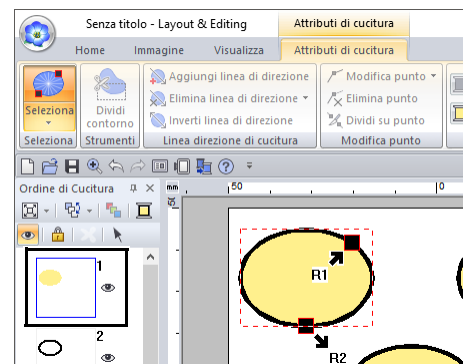 Senza titolo - Layout & Editing
Attributi di cucitura
Home
Immagine
Visualizza
Attributi di cucitura
Seleziona
Dividi
contorno
Aggiungi linea di direzione
Elimina linea di direzione
Inverti linea di direzione
Modifica punto
Elimina punto
Dividi su punto
Seleziona
Strumenti
Linea direzione di cucitura
Modifica punto
Ordine di Cucitura
mm
50
0
1
R1
2
R2